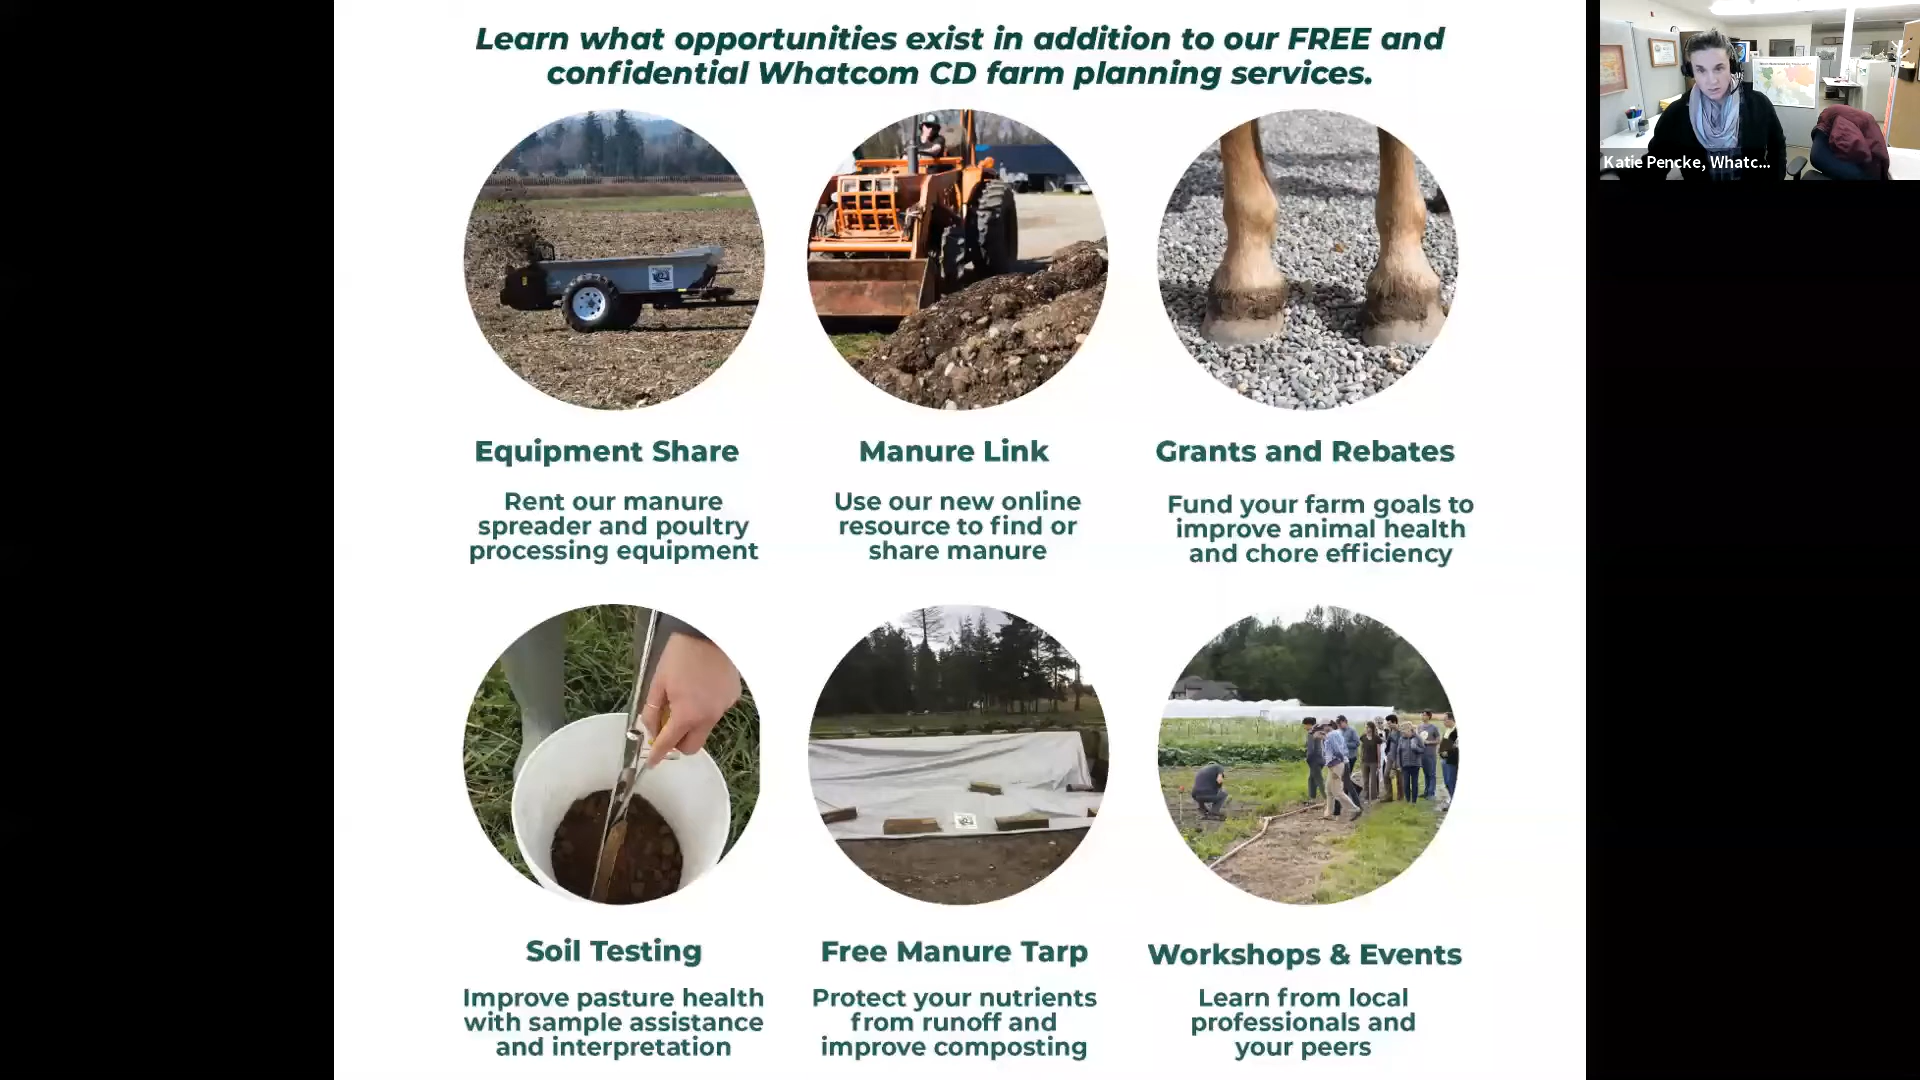 Learn what opportunities exist in addition to our FREE and
confidential Whatcom CD farm planning services.
Katie Pencke, Whatc...
Equipment Share
Rent our manure
spreader and poultry
processing equipment
Manure Link
Use our new online
resource to find or
share manure
Grants and Rebates
Fund your farm goals to
improve animal health
and chore efficiency
Soil Testing
Improve pasture health
with sample assistance
and interpretation
Free Manure Tarp
Protect your nutrients
from runoff and
improve composting
Workshops & Events
Learn from local
professionals and
your peers